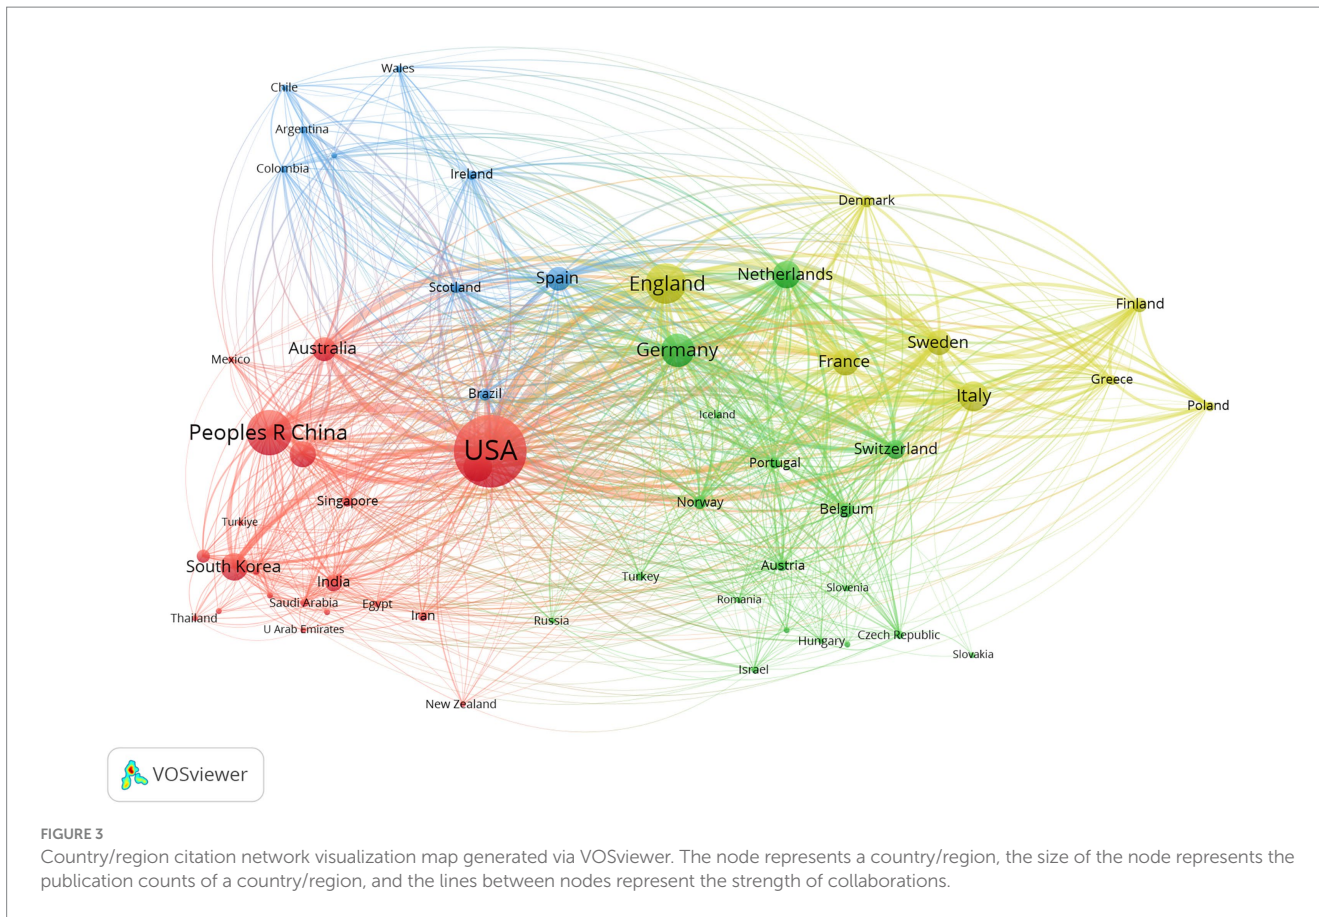 Wales
Chile
Argentina
Colombia
Ireland
Denmark
Spain
England
Netherlands
Scotland
Finland
Australia
Germany
Sweden
Mexico
France
Greece
Brazil
Italy
Poland
Iceland
Peoples R China
USA
Switzerland
Portugal
Singapore
Norway
Belgium
Turkiye
South Korea
India
Turkey
Austria
Slovenia
Saudi Arabia
Egypt
Romania
Thailand
Iran
Russia
U Arab Emirates
Hungary
Czech Republic
Slovakia
Israel
New Zealand
VOSviewer
FIGURE 3
Country/region citation network visualization map generated via VOSviewer. The node represents a country/region, the size of the node represents the
publication counts of a country/region, and the lines between nodes represent the strength of collaborations.